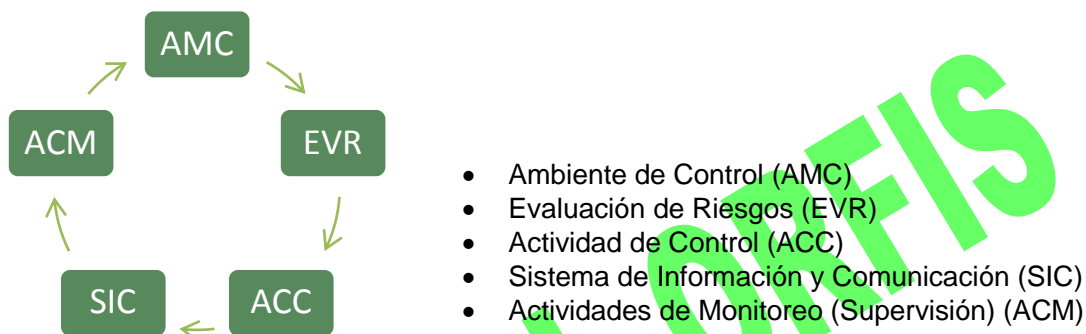 AMC
ACM
EVR
SIC
ACC
• Ambiente de Control (AMC)
• Evaluación de Riesgos (EVR)
• Actividad de Control (ACC)
• Sistema de Información y Comunicación (SIC)
• Actividades de Monitoreo (Supervisión) (ACM)
ORFIS